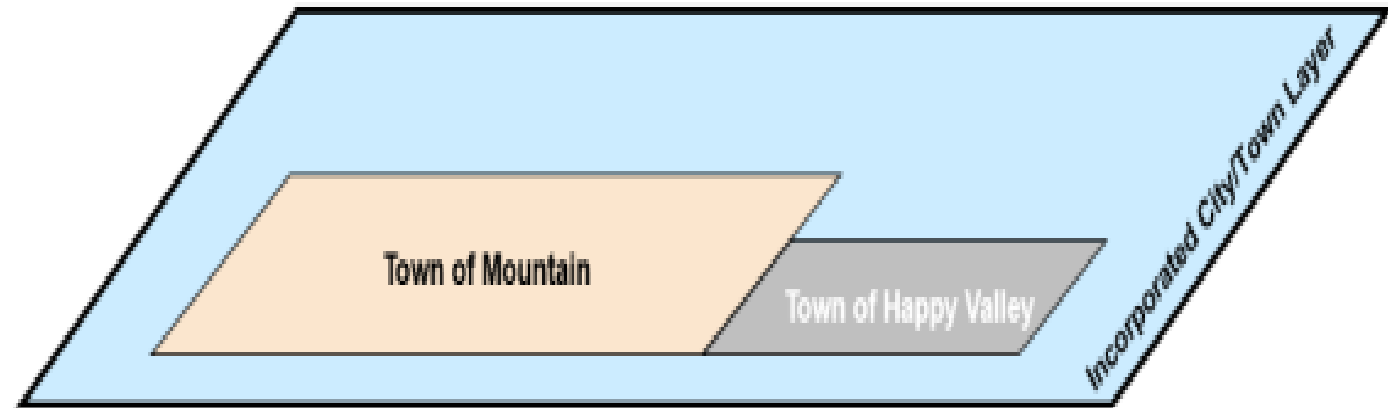 Town of Mountain
Town of Happy Valley
Incorporated City/Town Layer